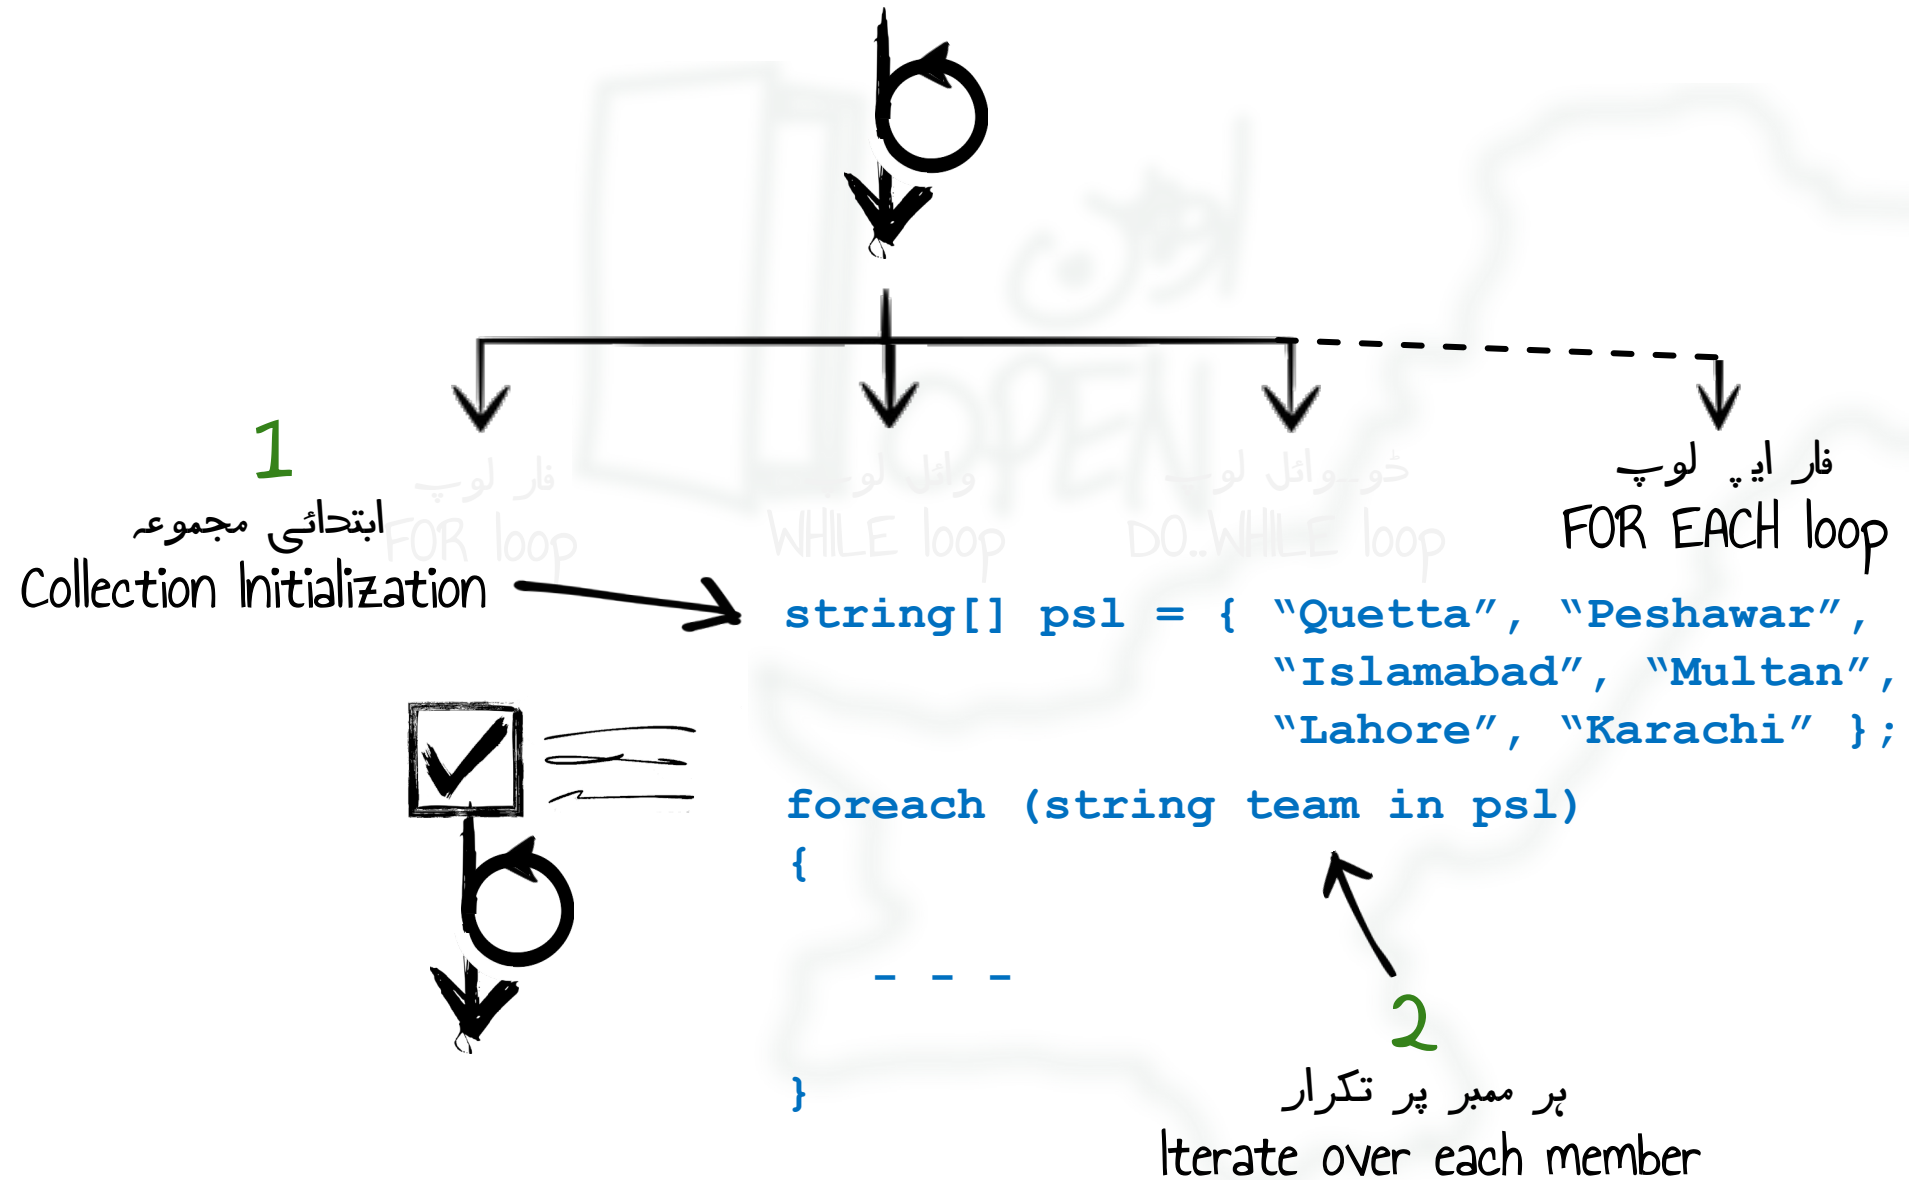 اوپن
OPEN
فار لوپ
FOR loop
وائل لوپ
WHILE loop
ڈو..وائل لوپ
DO..WHILE loop
فار ایچ لوپ
FOR EACH loop
1
ابتدائی مجموعہ
Collection Initialization
string[] psl = { “Quetta”, “Peshawar”,
“Islamabad”, “Multan”,
“Lahore”, “Karachi” };
foreach (string team in psl)
{
- - -
}
2
ہر ممبر پر تکرار
Iterate over each member